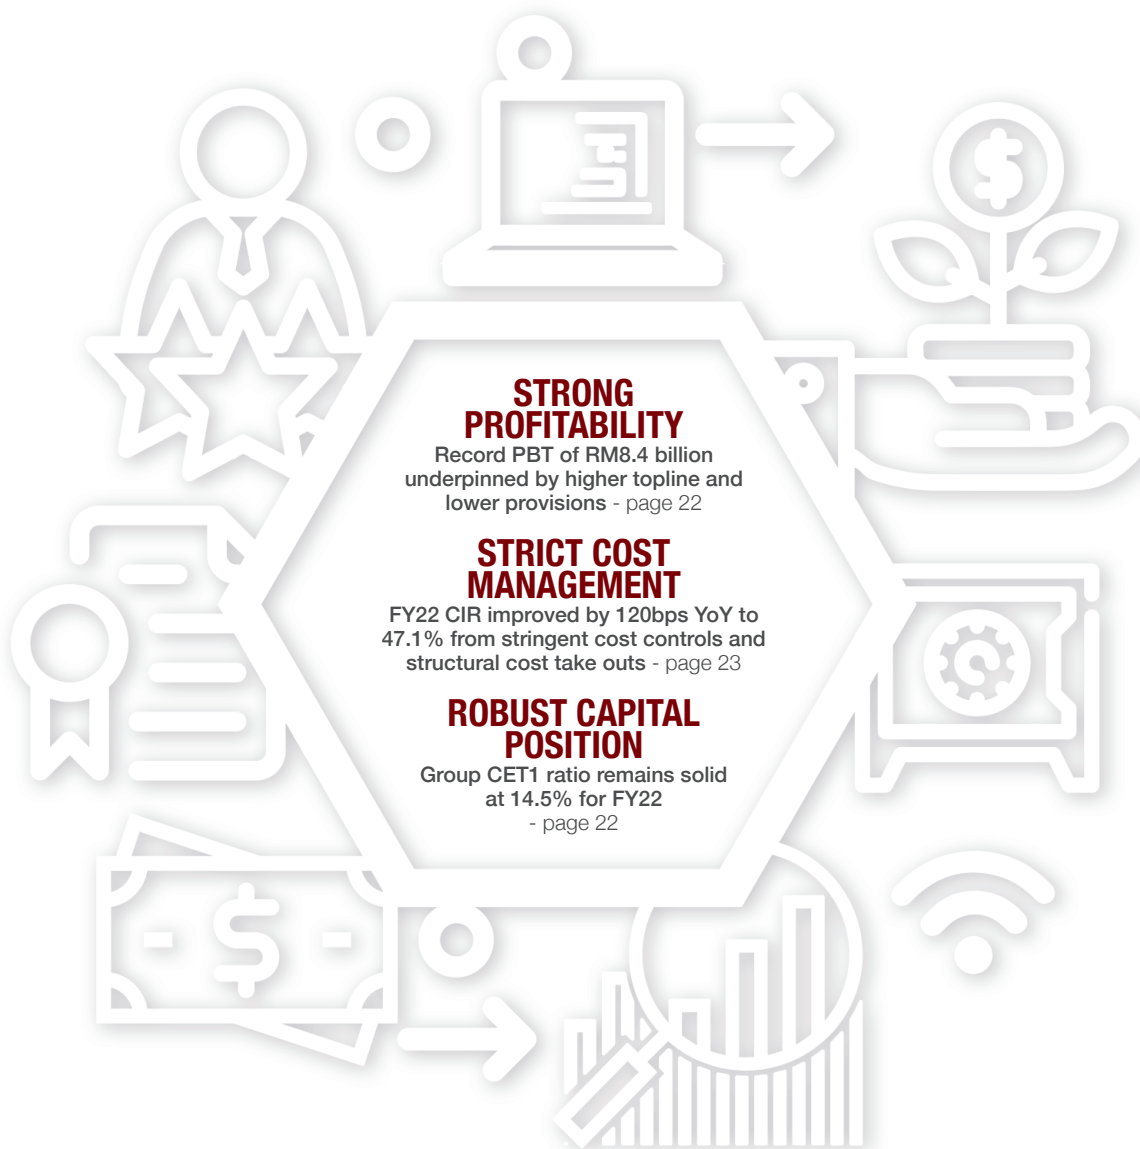 STRONG
PROFITABILITY
Record PBT of RM8.4 billion
underpinned by higher topline and
lower provisions - page 22
STRICT COST
MANAGEMENT
FY22 CIR improved by 120bps YoY to
47.1% from stringent cost controls and
structural cost take outs - page 23
ROBUST CAPITAL
POSITION
Group CET1 ratio remains solid
at 14.5% for FY22
- page 22
$
$